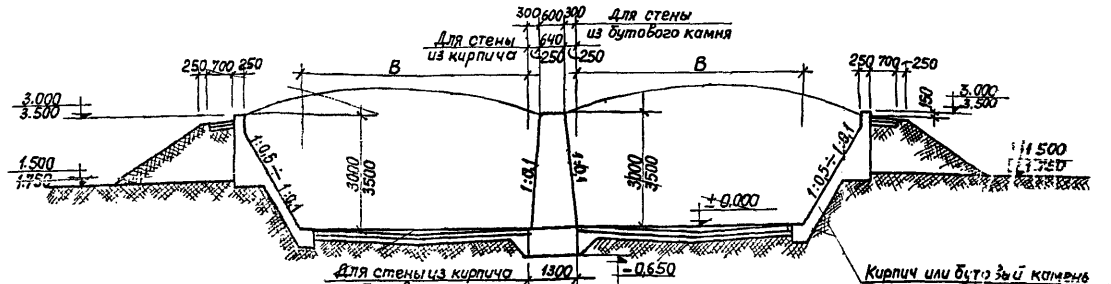 300 600 300 Для стены
из бутового камня
Для стены 640
из кирпича 250 250
250 700 250 В В 250 700 250
3.000
3.500
150
3.000
3.500
1:0,5 ÷ 1:0,1
3000
3500
1:0,1
1:0,1
3000
3500
1:0,5 ÷ 1:0,1
1.500
1.750
1.500
±0.000
Для стены из кирпича 1300 -0.650
Кирпич или бутовый камень